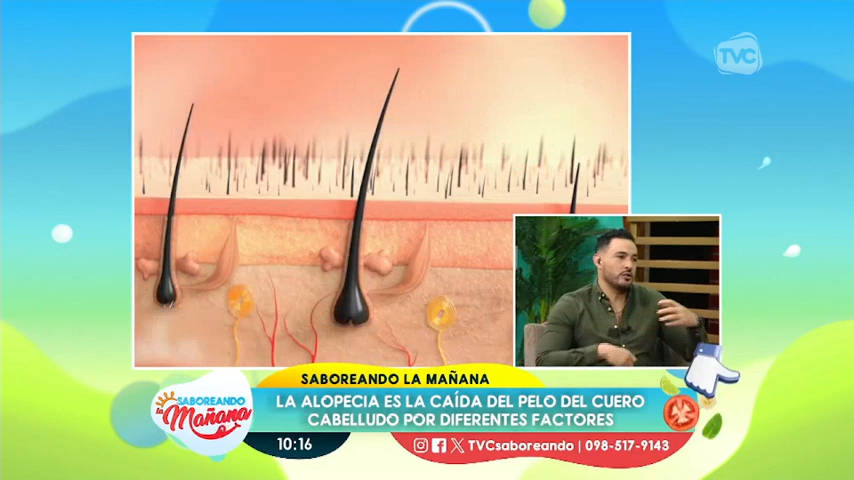 TVC
SABOREANDO LA MAÑANA
SABOREANDO
la Mañana
LA ALOPECIA ES LA CAÍDA DEL PELO DEL CUERO
CABELLUDO POR DIFERENTES FACTORES
10:16
TVCsaboreando | 098-517-9143